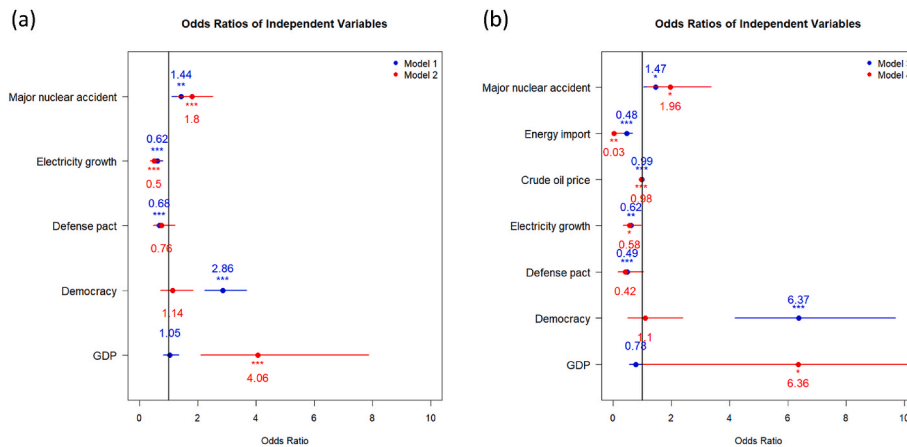 (a)
Odds Ratios of Independent Variables
Model 1
Model 2
Major nuclear accident
1.44
**
***
1.8
Electricity growth
0.62
***
***
0.5
Defense pact
0.68
***
0.76
Democracy
2.86
***
1.14
GDP
1.05
***
4.06
0 2 4 6 8 10
Odds Ratio
(b)
Odds Ratios of Independent Variables
Model
Model
Major nuclear accident
1.47
*
*
1.96
Energy import
0.48
***
**
0.03
Crude oil price
0.99
***
***
0.98
Electricity growth
0.62
**
*
0.58
Defense pact
0.49
***
0.42
Democracy
6.37
***
1.1
GDP
0.78
*
6.36
0 2 4 6 8 10
Odds Ratio